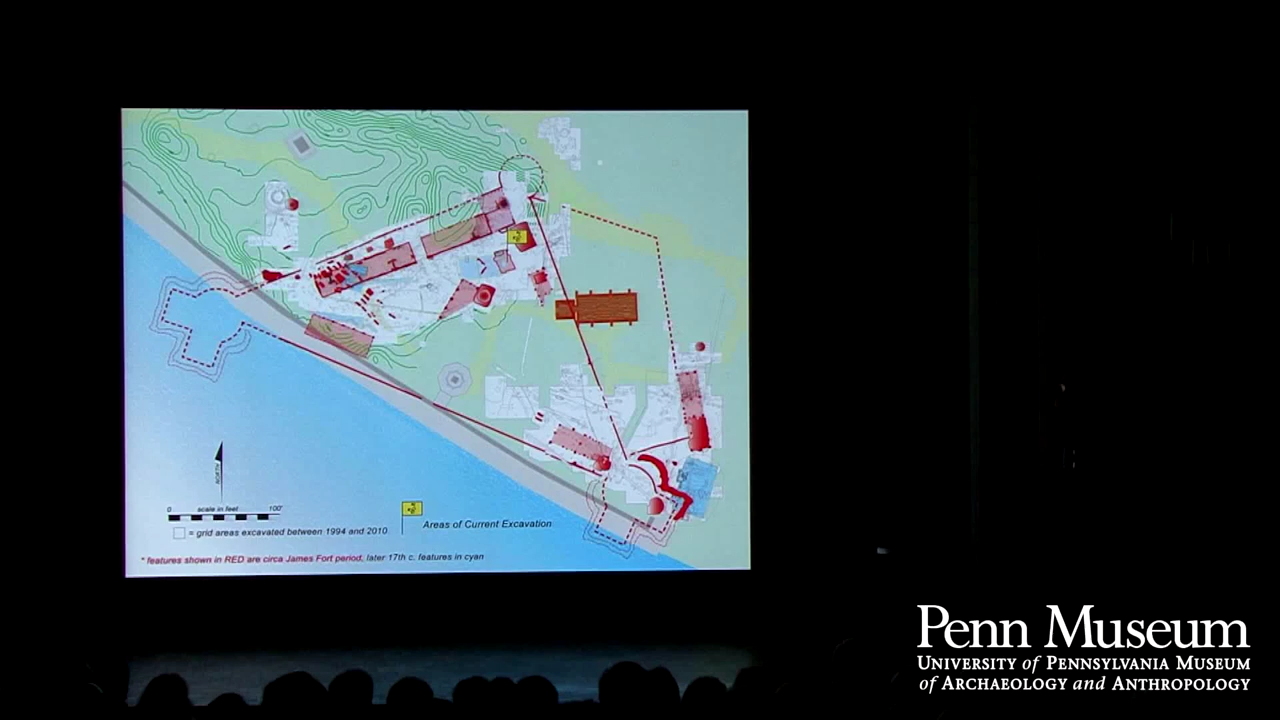 NORTH
0 scale in feet 100'
= grid areas excavated between 1994 and 2010
Areas of Current Excavation
* features shown in RED are circa James Fort period, later 17th c. features in cyan
Penn Museum
UNIVERSITY of PENNSYLVANIA MUSEUM
of ARCHAEOLOGY and ANTHROPOLOGY